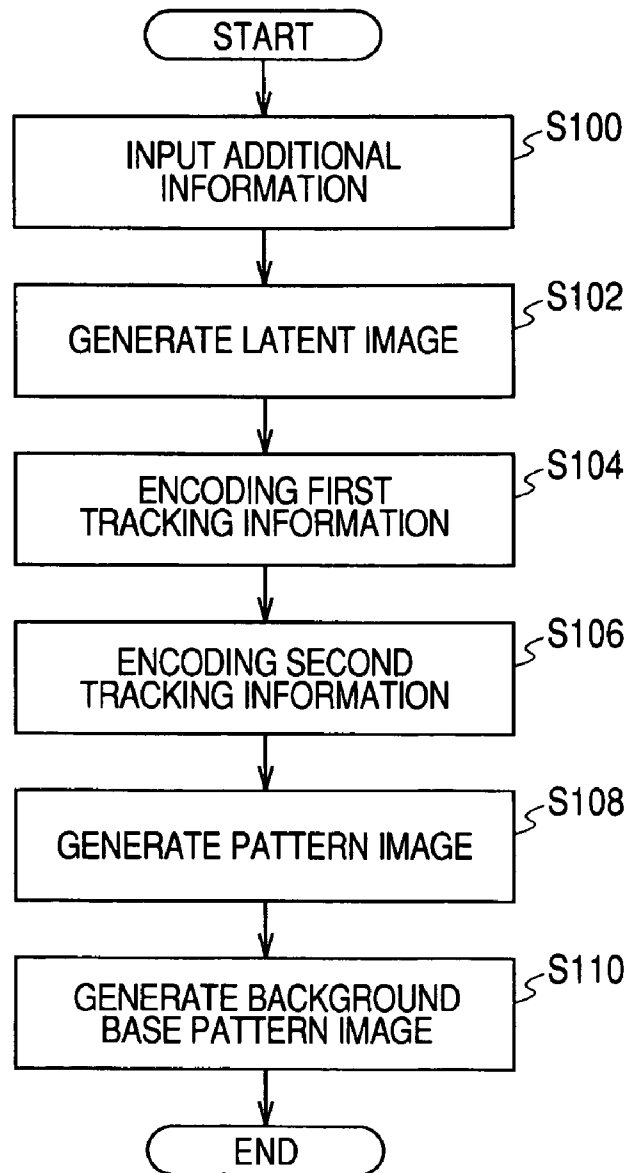 START
S100
INPUT ADDITIONAL
INFORMATION
S102
GENERATE LATENT IMAGE
S104
ENCODING FIRST
TRACKING INFORMATION
S106
ENCODING SECOND
TRACKING INFORMATION
S108
GENERATE PATTERN IMAGE
S110
GENERATE BACKGROUND
BASE PATTERN IMAGE
END